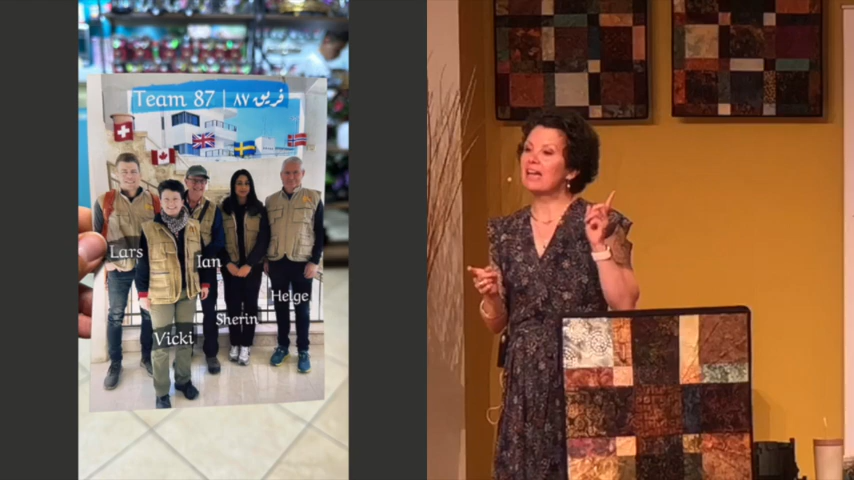 Team 87 | فريق ٨٧
Lars
Ian
Helge
Sherin
Vicki